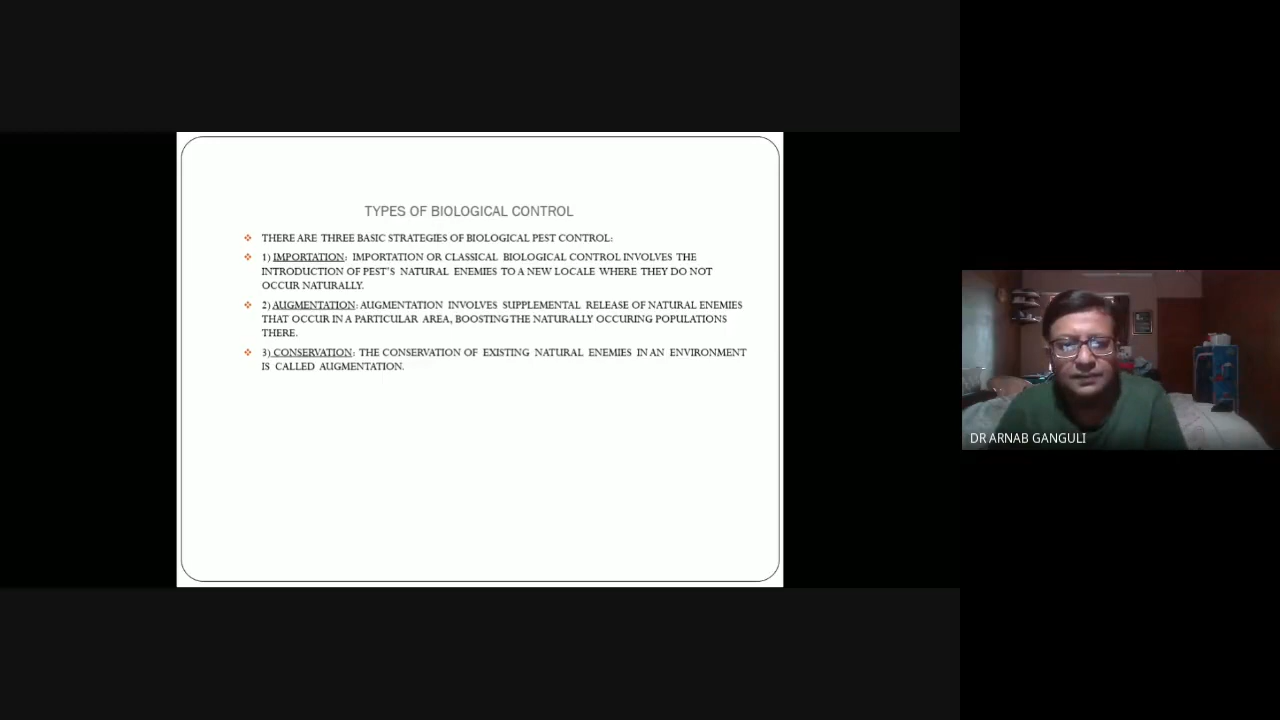 TYPES OF BIOLOGICAL CONTROL
THERE ARE THREE BASIC STRATEGIES OF BIOLOGICAL PEST CONTROL:
1) IMPORTATION: IMPORTATION OR CLASSICAL BIOLOGICAL CONTROL INVOLVES THE
INTRODUCTION OF PEST'S NATURAL ENEMIES TO A NEW LOCALE WHERE THEY DO NOT
OCCUR NATURALLY.
2) AUGMENTATION: AUGMENTATION INVOLVES SUPPLEMENTAL RELEASE OF NATURAL ENEMIES
THAT OCCUR IN A PARTICULAR AREA, BOOSTING THE NATURALLY OCCURING POPULATIONS
THERE.
3) CONSERVATION: THE CONSERVATION OF EXISTING NATURAL ENEMIES IN AN ENVIRONMENT
IS CALLED AUGMENTATION.
DR ARNAB GANGULI